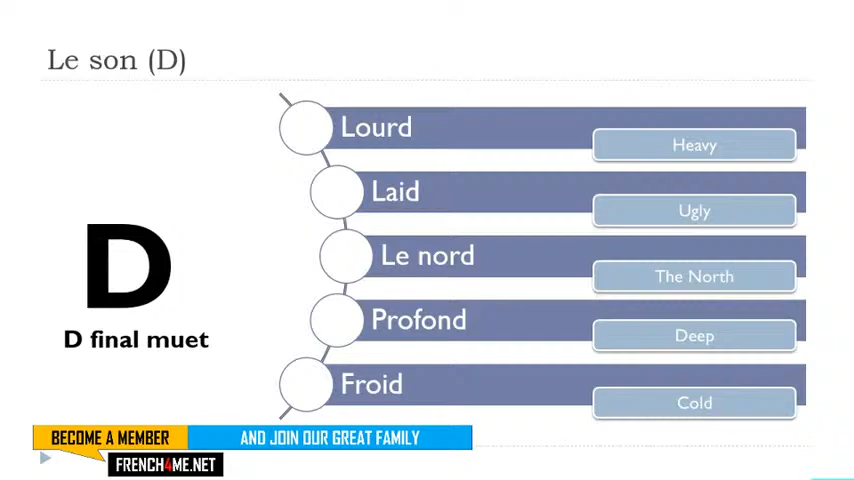 Le son (D)
Lourd
Heavy
Laid
Ugly
Le nord
The North
Profond
Deep
Froid
Cold
D
D final muet
BECOME A MEMBER
AND JOIN OUR GREAT FAMILY
FRENCH4ME.NET